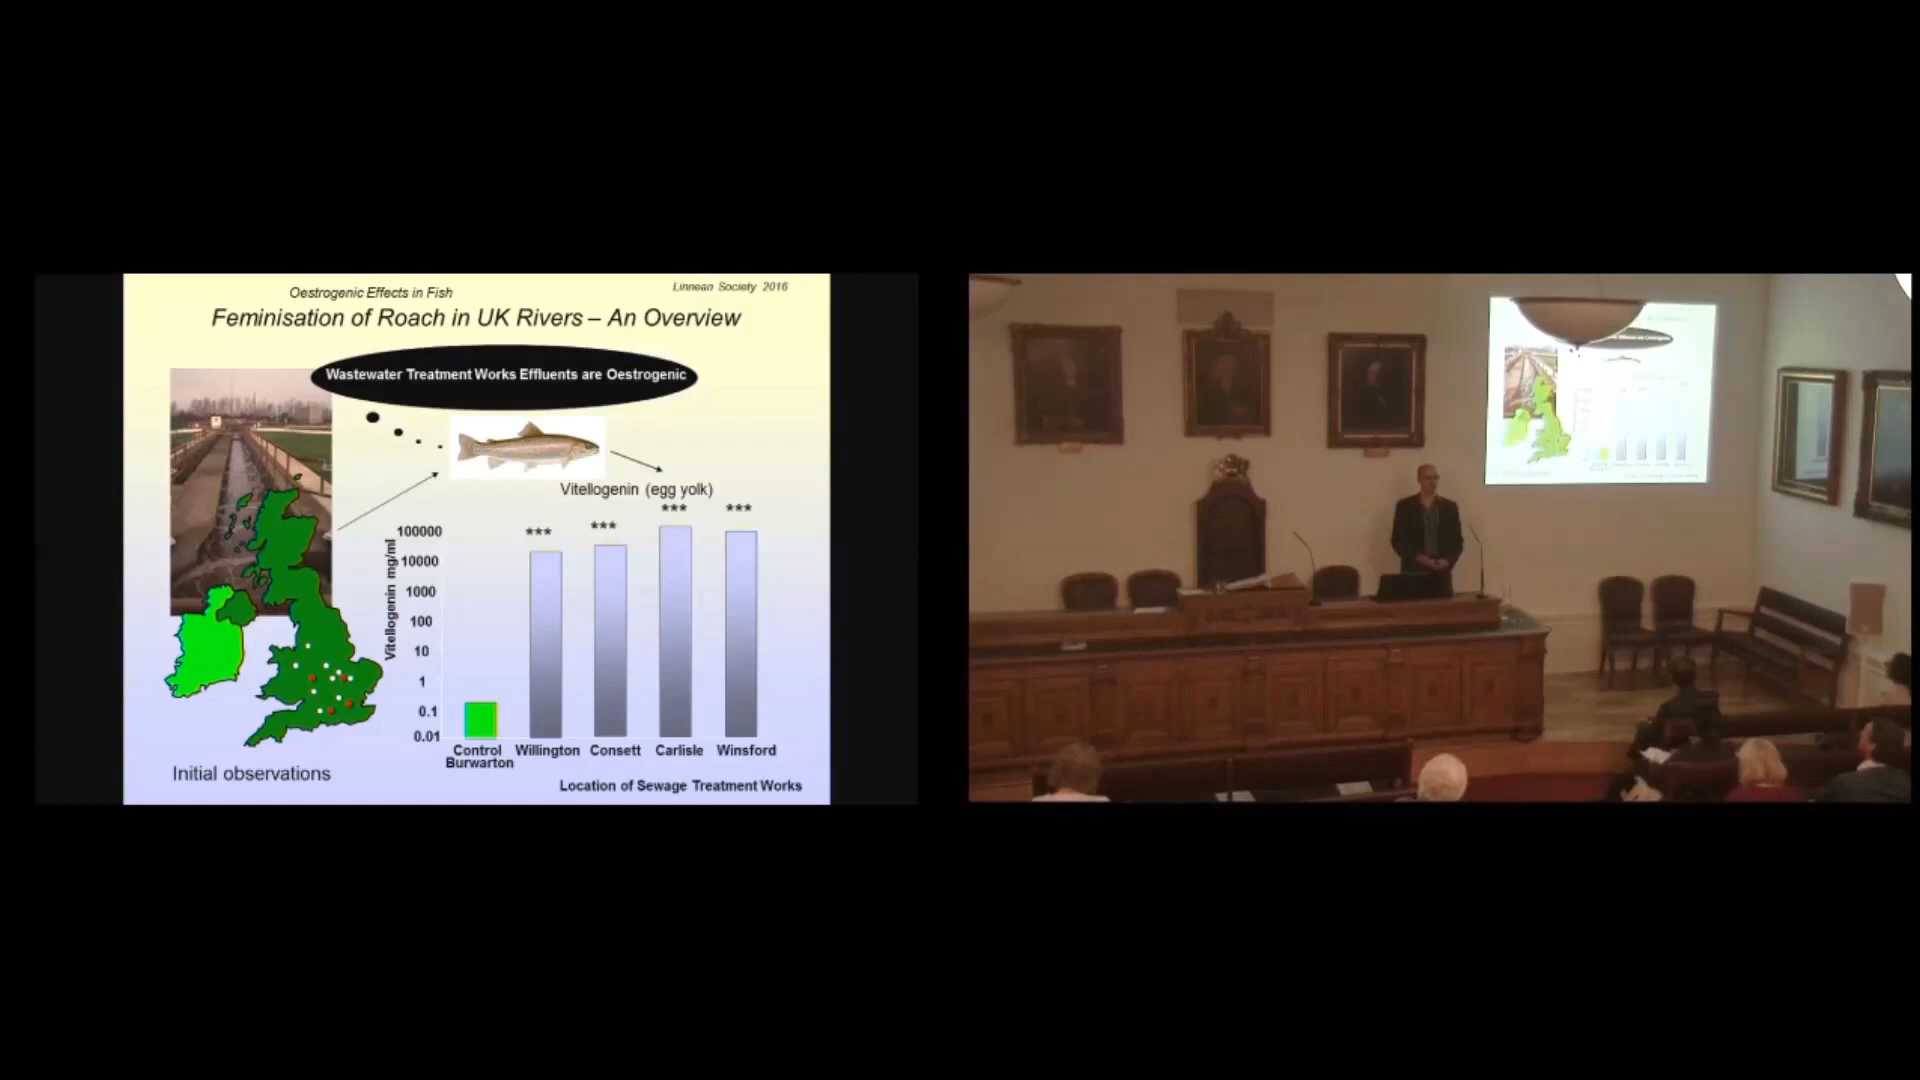 Oestrogenic Effects in Fish
Linnean Society 2016
Feminisation of Roach in UK Rivers – An Overview
Wastewater Treatment Works Effluents are Oestrogenic
Vitellogenin (egg yolk)
*** *** *** ***
Vitellogenin mg/ml
100000
10000
1000
100
10
1
0.1
0.01
Control Willington Consett Carlisle Winsford
Burwarton
Initial observations
Location of Sewage Treatment Works